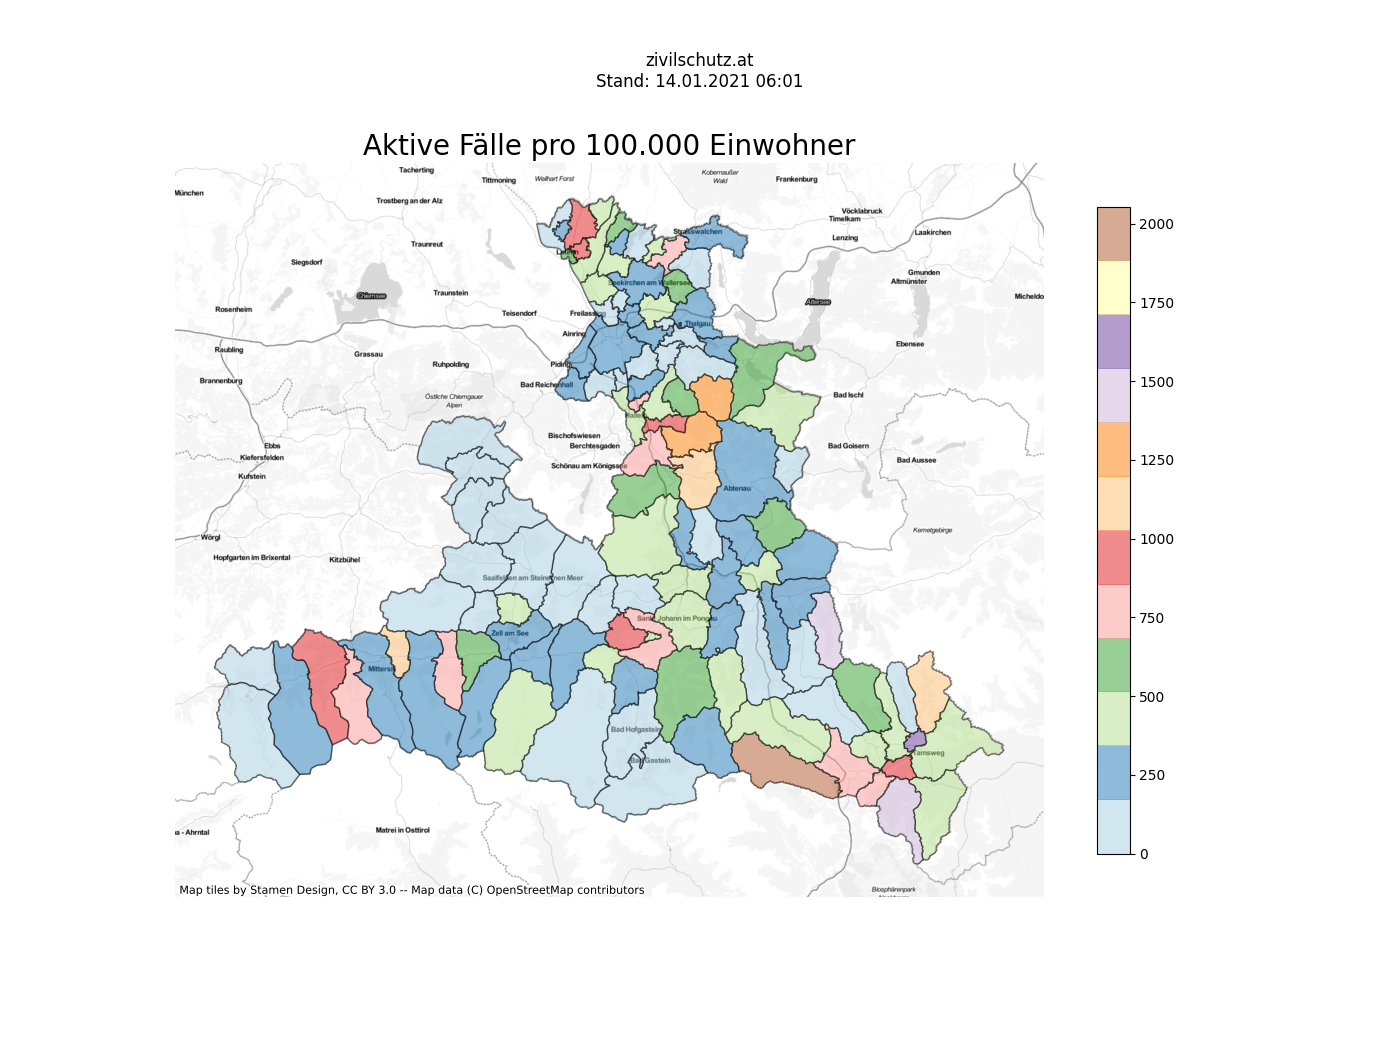 zivilschutz.at
Stand: 14.01.2021 06:01
Aktive Fälle pro 100.000 Einwohner
Tacherting
Tittmoning
Weilhart Forst
Kobernaußer
Wald
Frankenburg
München
Trostberg an der Alz
Vöcklabruck
Timelkam
Laakirchen
Strasswalchen
Lenzing
Traunreut
Siegsdorf
Gmunden
Altmünster
Seekirchen am Wallersee
Chiemsee
Traunstein
Attersee
Rosenheim
Teisendorf
Freilassing
Thalgau
Ainring
Ebensee
Raubling
Grassau
Ruhpolding
Piding
Brannenburg
Bad Reichenhall
Östliche Chiemgauer
Alpen
Bad Ischl
Hallein
Bischofswiesen
Berchtesgaden
Bad Goisern
Ebbs
Kiefersfelden
Schönau am Königssee
Bad Aussee
Kufstein
Abtenau
Kemetgebirge
Wörgl
Hopfgarten im Brixental
Kitzbühel
Saalfelden am Steinernen Meer
Sankt Johann im Pongau
Zell am See
Mittersill
Bad Hofgastein
Bad Gastein
Tamsweg
Matrei in Osttirol
Biosphärenpark
Map tiles by Stamen Design, CC BY 3.0 -- Map data (C) OpenStreetMap contributors
2000
1750
1500
1250
1000
750
500
250
0